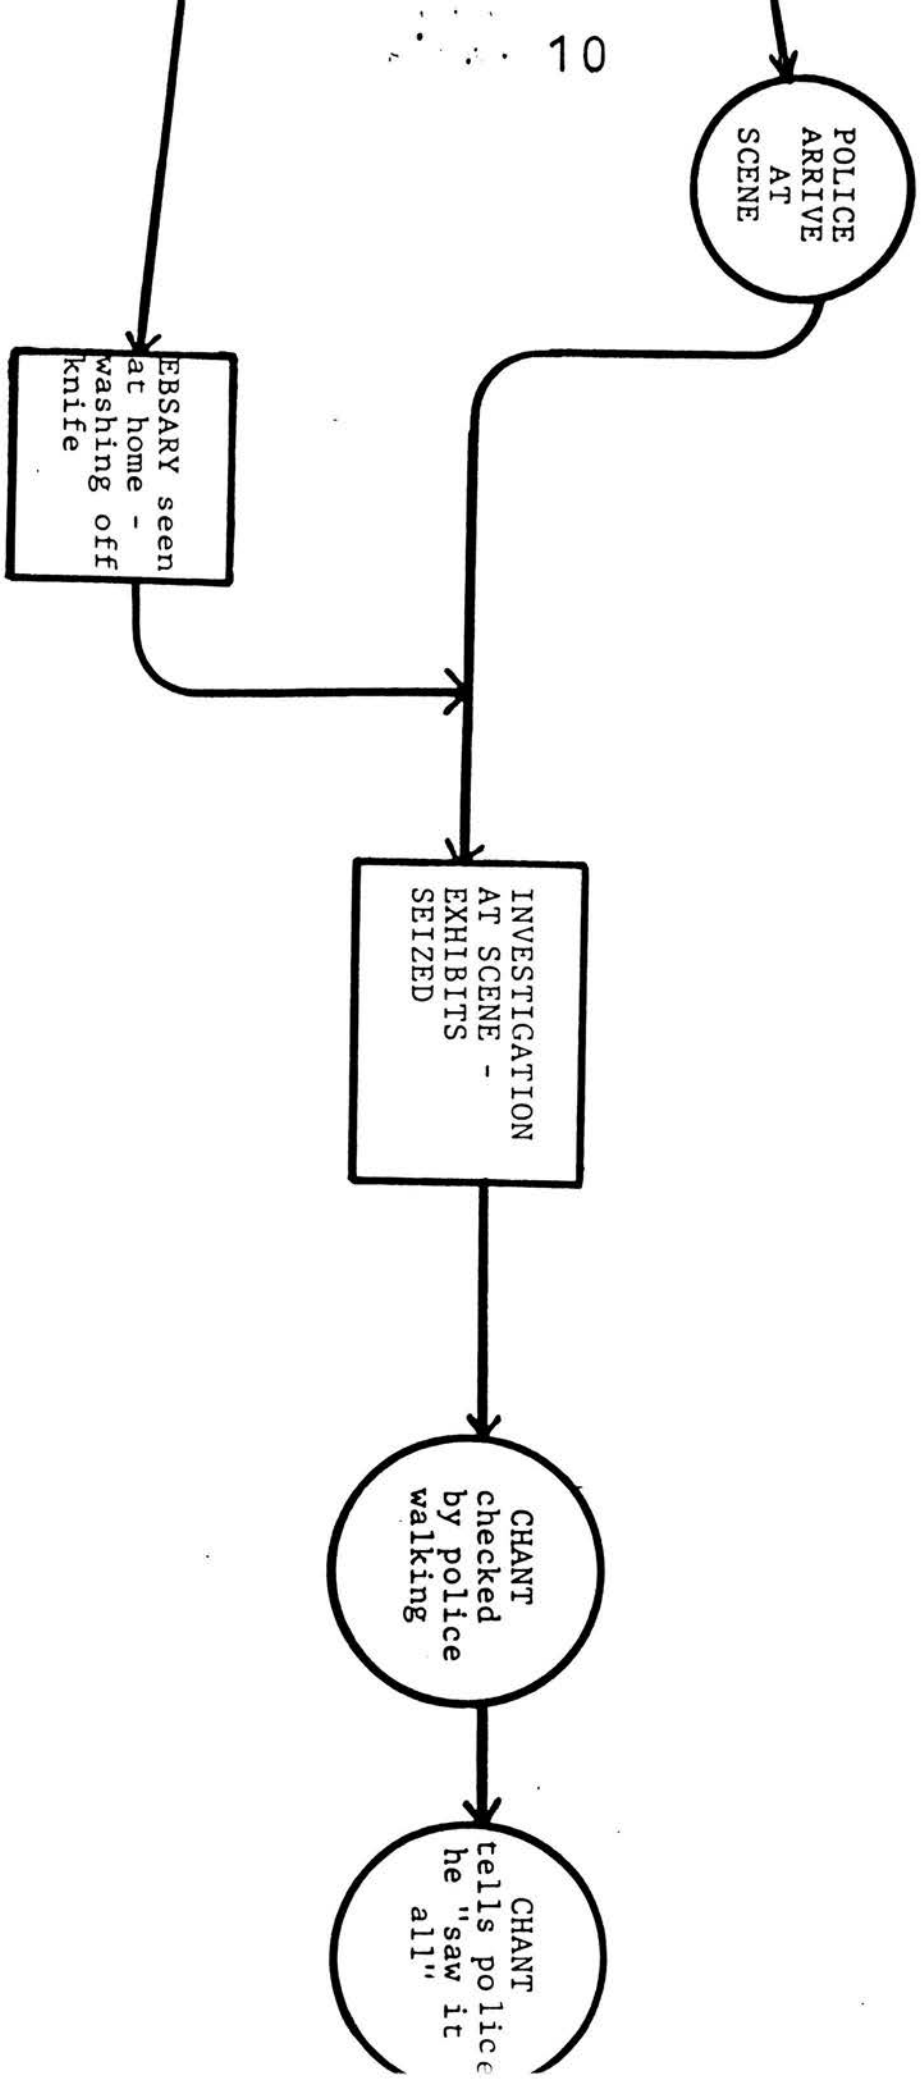 10
POLICE
ARRIVE
AT
SCENE
EBSARY seen
at home -
washing off
knife
INVESTIGATION
AT SCENE -
EXHIBITS
SEIZED
CHANT
checked
by police
walking
CHANT
tells police
he "saw it
all"